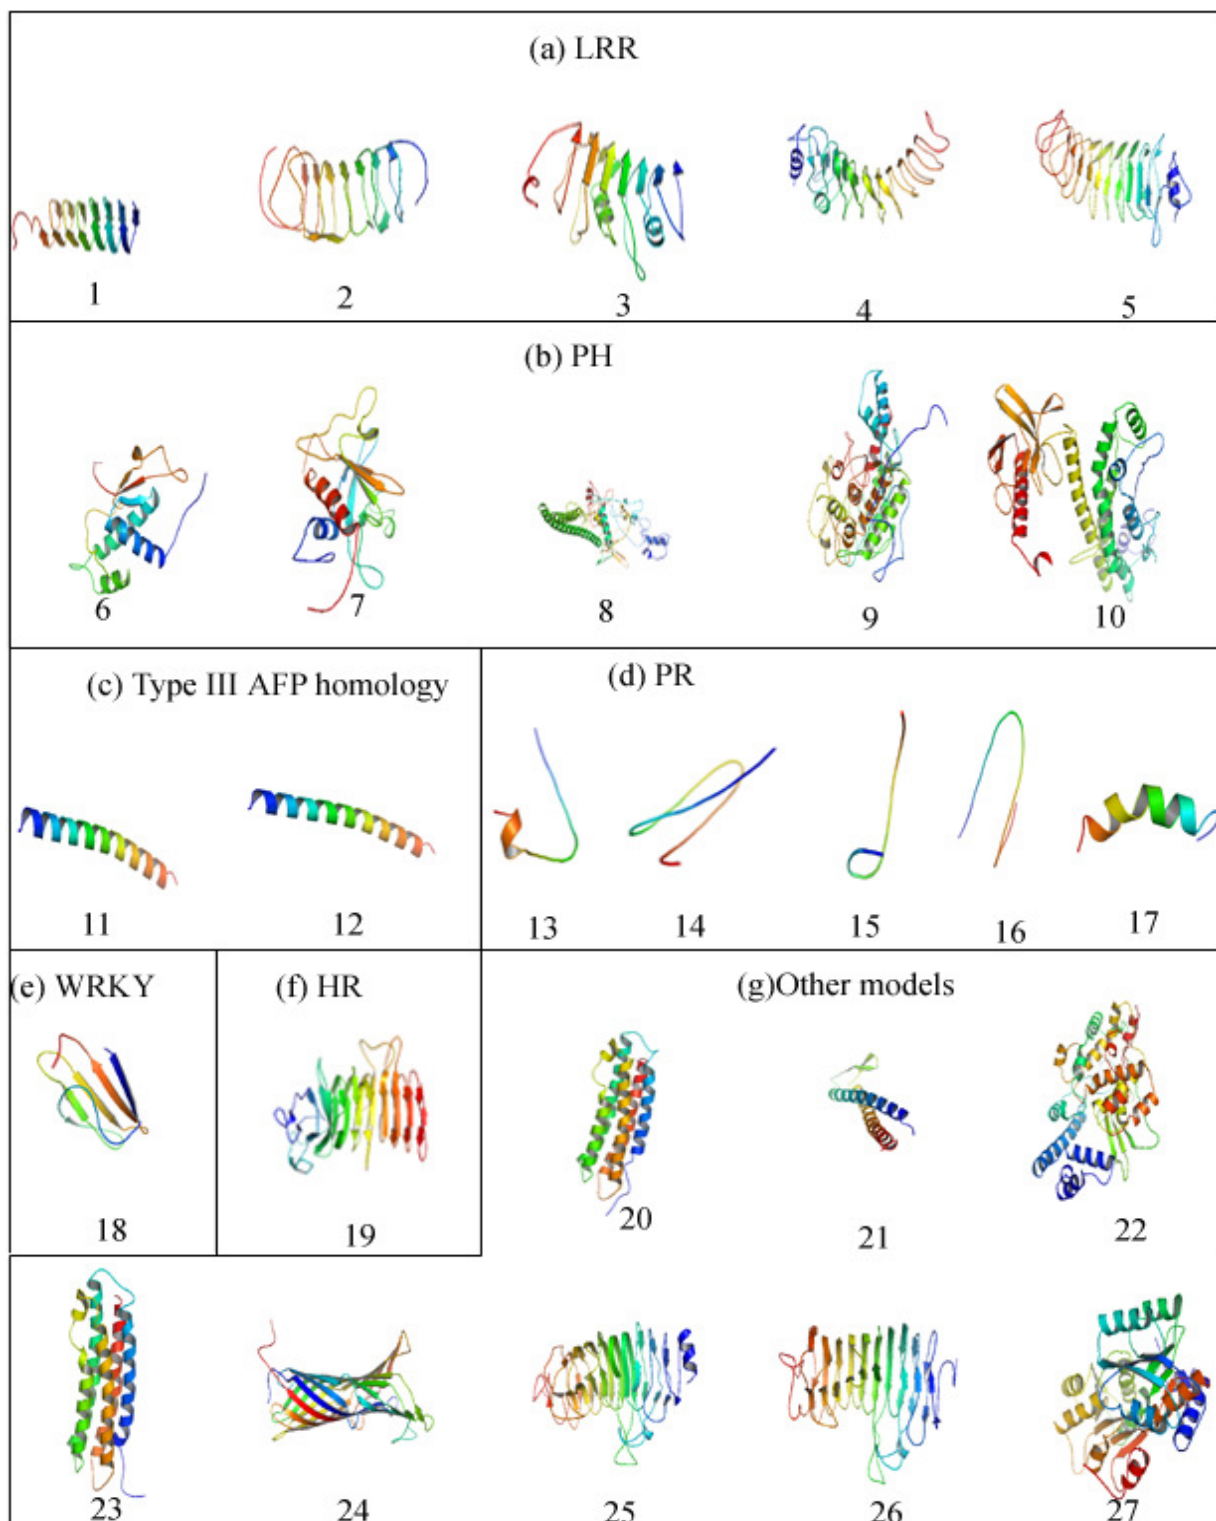 (a) LRR
1 2 3 4 5
(b) PH
6 7 8 9 10
(c) Type III AFP homology
(d) PR
11 12 13 14 15 16 17
(e) WRKY
(f) HR
(g)Other models
18 19 20 21 22
23 24 25 26 27